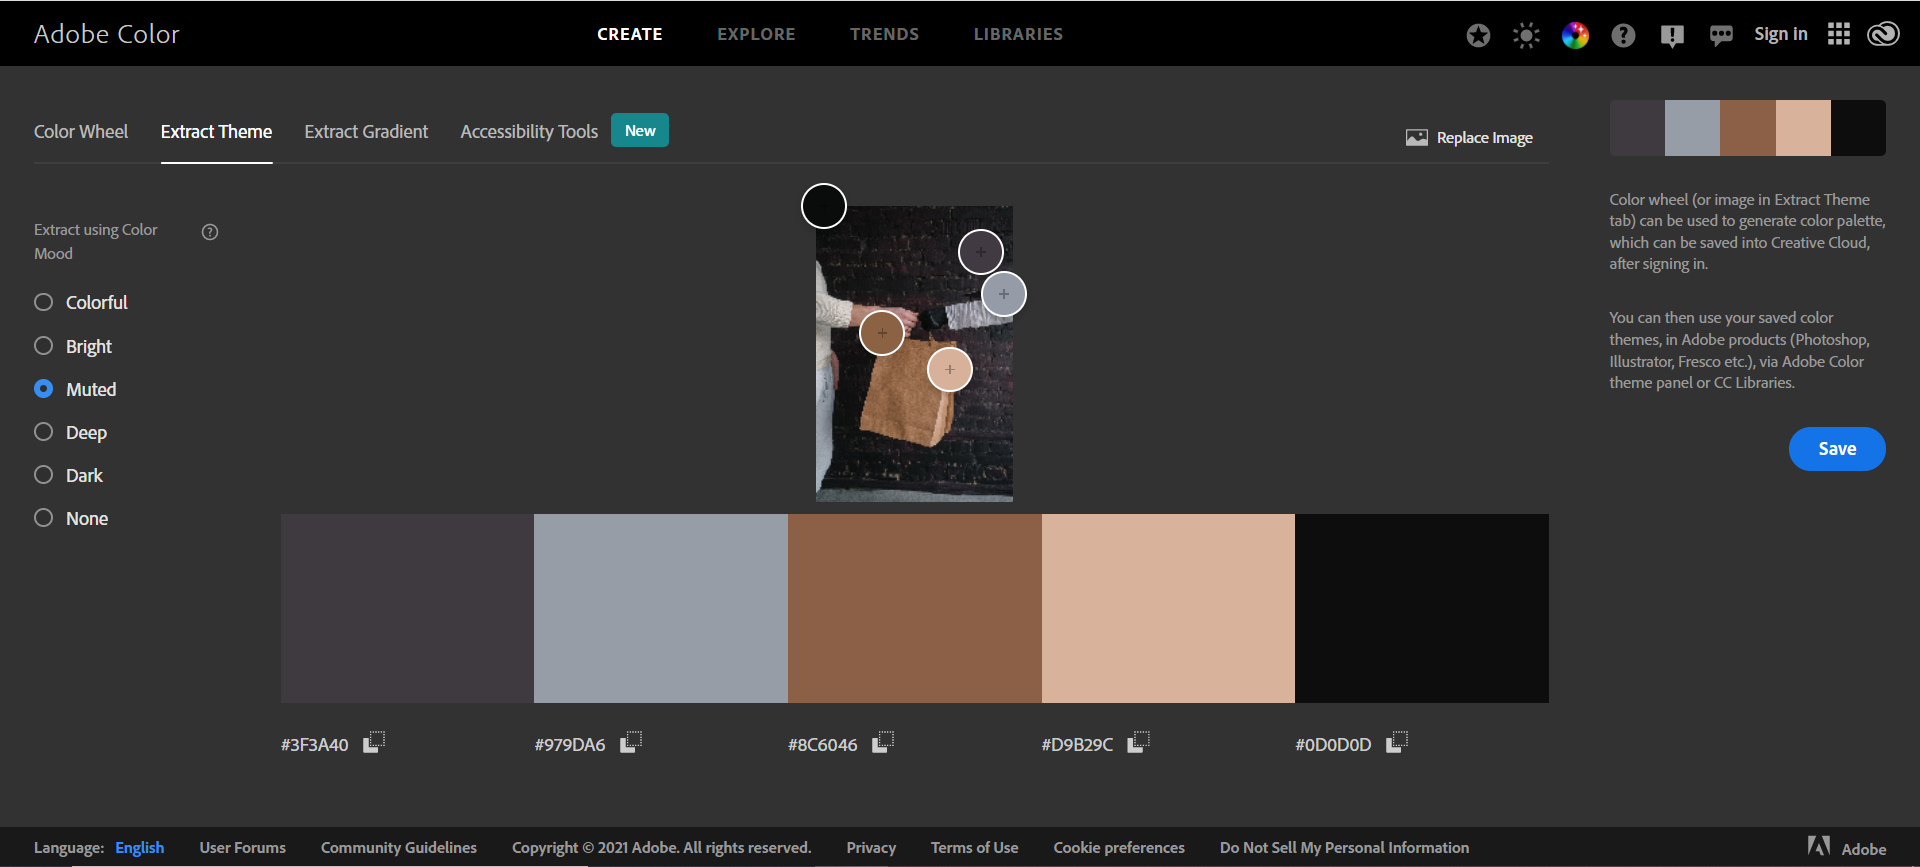 Adobe Color
CREATE
EXPLORE
TRENDS
LIBRARIES
Sign in
Color Wheel
Extract Theme
Extract Gradient
Accessibility Tools
New
Replace Image
Extract using Color
Mood
Colorful
Bright
Muted
Deep
Dark
None
Color wheel (or image in Extract Theme
tab) can be used to generate color palette,
which can be saved into Creative Cloud,
after signing in.
You can then use your saved color
themes, in Adobe products (Photoshop,
Illustrator, Fresco etc.), via Adobe Color
theme panel or CC Libraries.
Save
#3F3A40
#979DA6
#8C6046
#D9B29C
#0D0D0D
Language: English
User Forums
Community Guidelines
Copyright © 2021 Adobe. All rights reserved.
Privacy
Terms of Use
Cookie preferences
Do Not Sell My Personal Information
Adobe